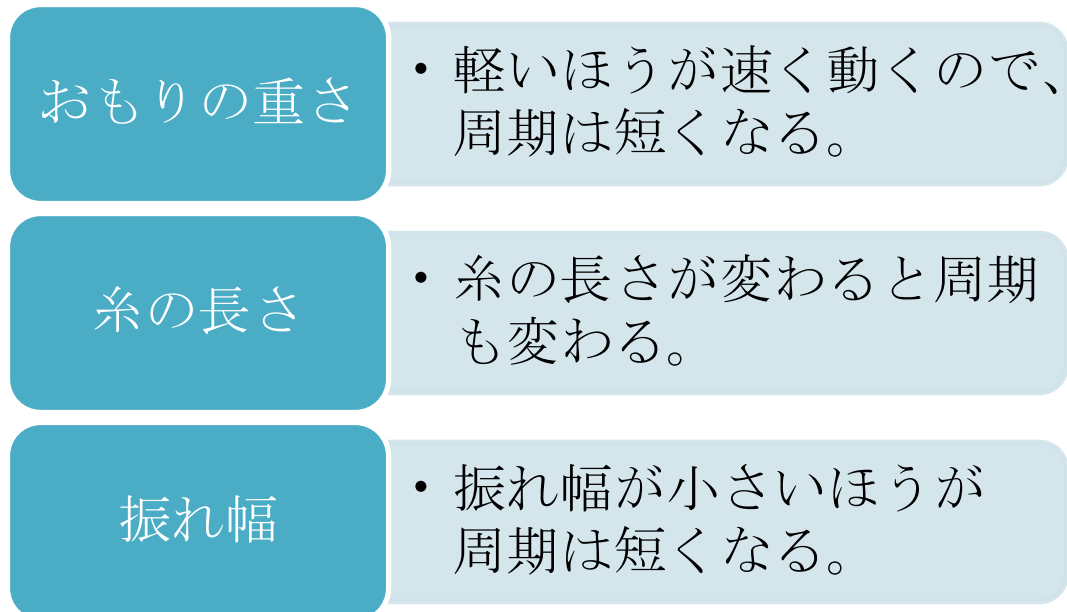 おもりの重さ
・軽いほうが速く動くので、
周期は短くなる。
糸の長さ
・糸の長さが変わると周期
も変わる。
振れ幅
・振れ幅が小さいほうが
周期は短くなる。